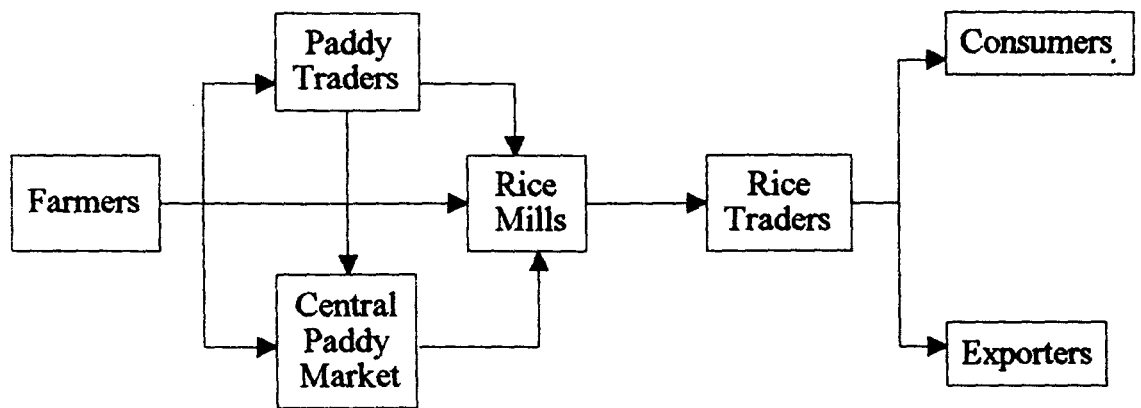 Farmers
Paddy
Traders
Central
Paddy
Market
Rice
Mills
Rice
Traders
Consumers
Exporters